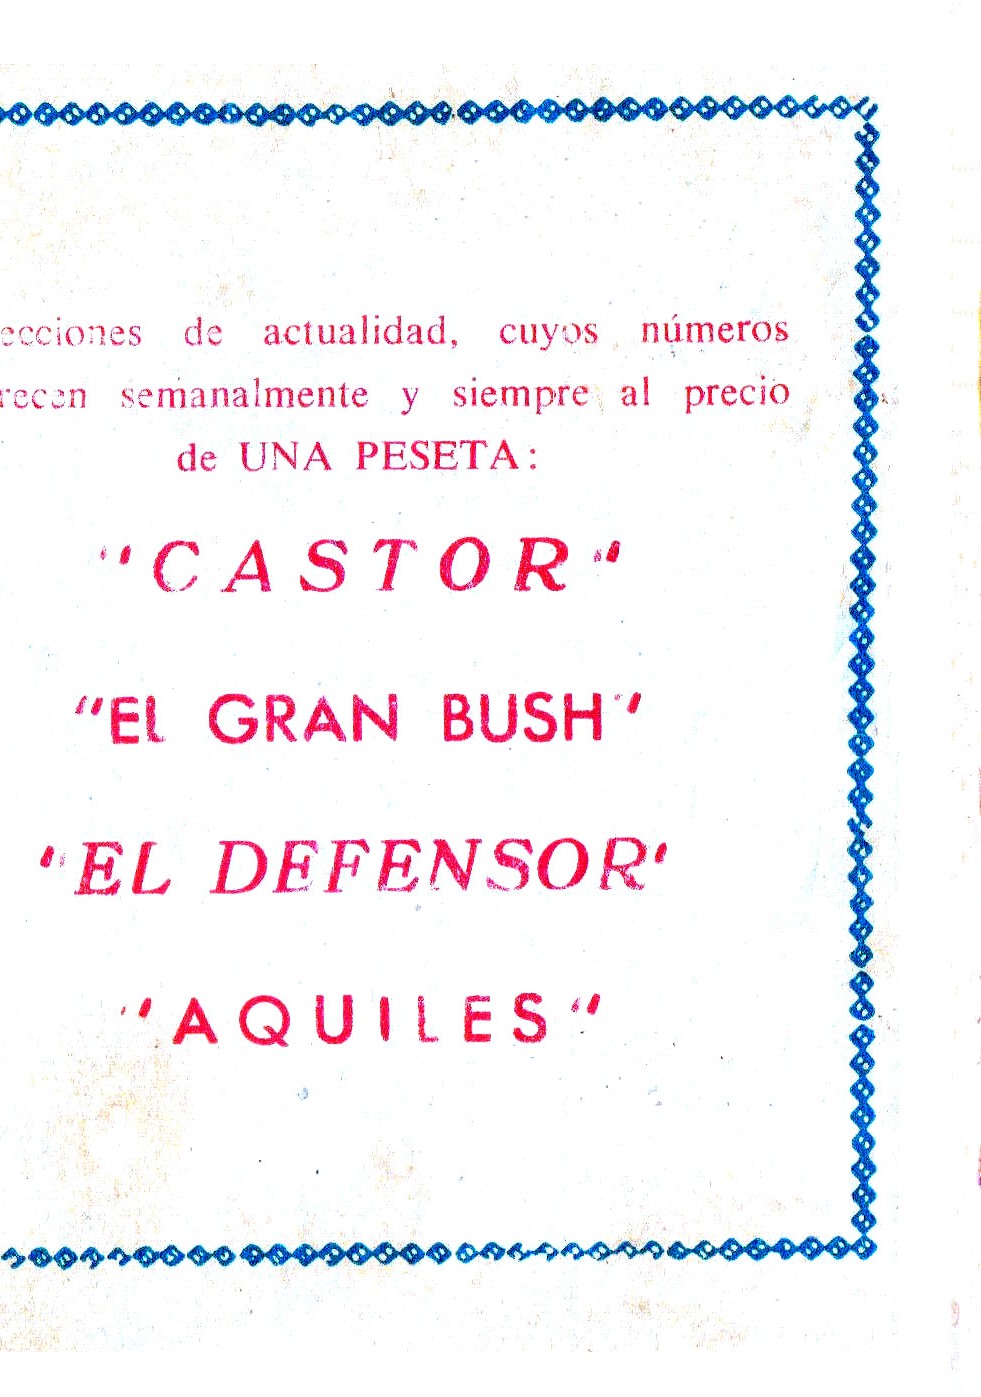 ecciones de actualidad, cuyos números
recen semanalmente y siempre al precio
de UNA PESETA:
"CASTOR"
"EL GRAN BUSH"
"EL DEFENSOR"
"AQUILES"